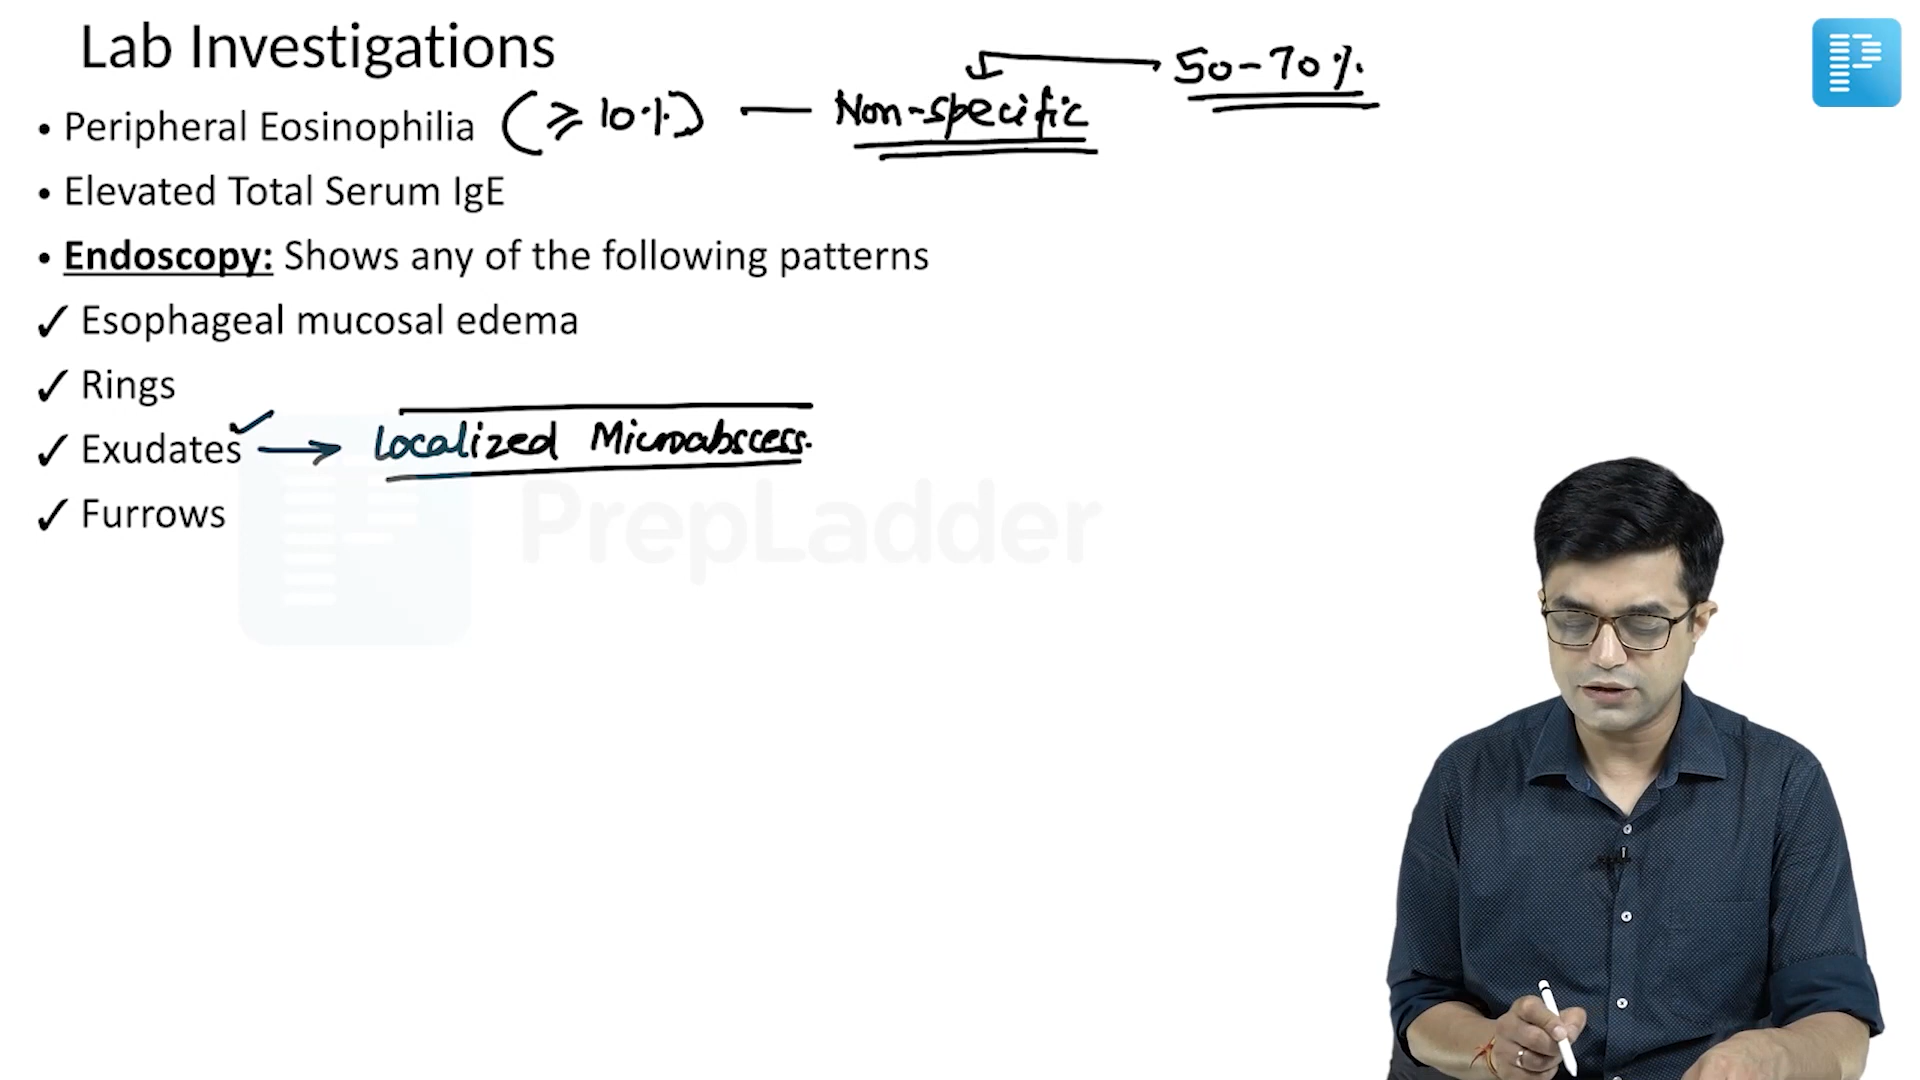 Lab Investigations
50-70%
• Peripheral Eosinophilia (≥ 10%) — Non-specific
• Elevated Total Serum IgE
• Endoscopy: Shows any of the following patterns
✓ Esophageal mucosal edema
✓ Rings
✓ Exudates ✓ → Localized Microabscess.
✓ Furrows
PrepLadder